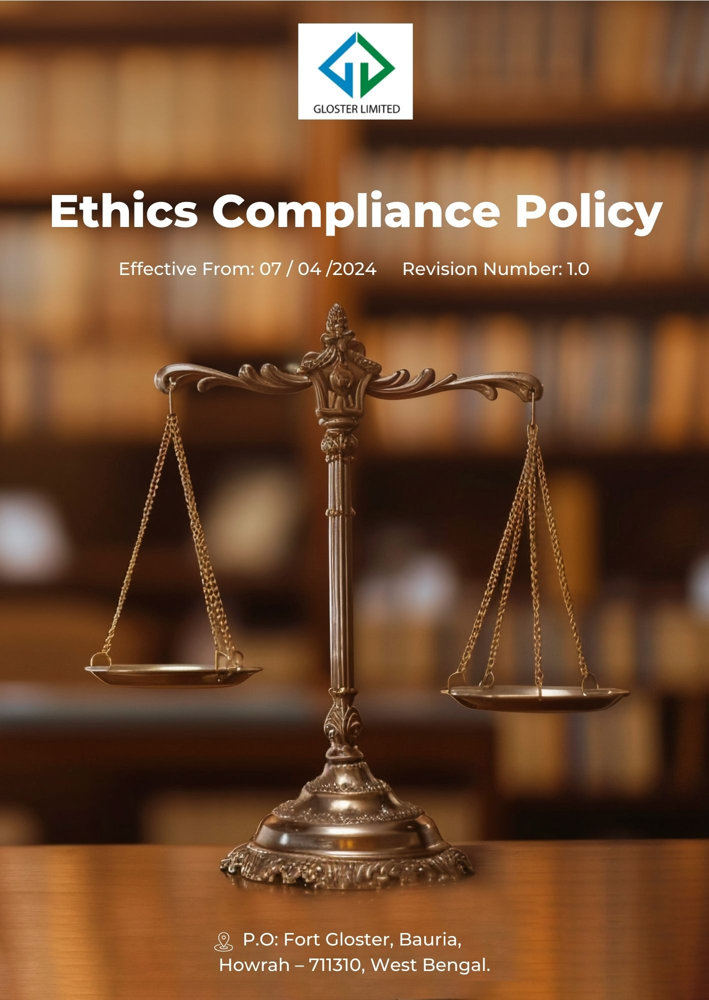 GLOSTER LIMITED
Ethics Compliance Policy
Effective From: 07 / 04 /2024 Revision Number: 1.0
P.O: Fort Gloster, Bauria,
Howrah – 711310, West Bengal.